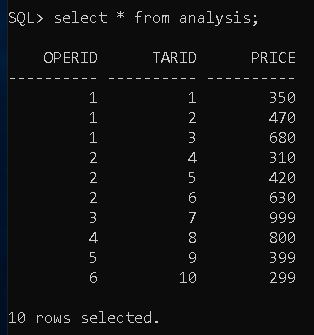 SQL> select * from analysis;
OPERID TARID PRICE
---------- ---------- ----------
1 1 350
1 2 470
1 3 680
2 4 310
2 5 420
2 6 630
3 7 999
4 8 800
5 9 399
6 10 299
10 rows selected.